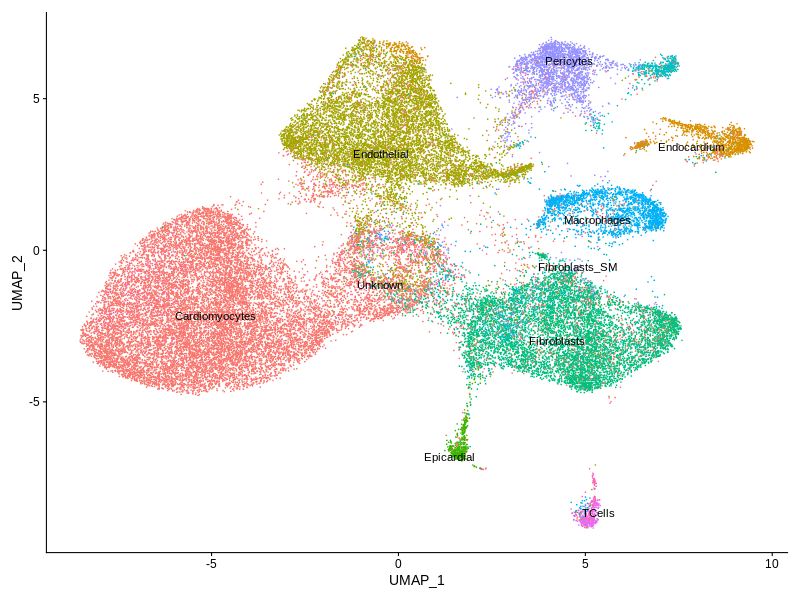 Pericytes
5
Endothelial
Endocardium
Macrophages
0
Fibroblasts_SM
Unknown
Cardiomyocytes
Fibroblasts
-5
Epicardial
TCells
UMAP_2
-5
0
5
10
UMAP_1